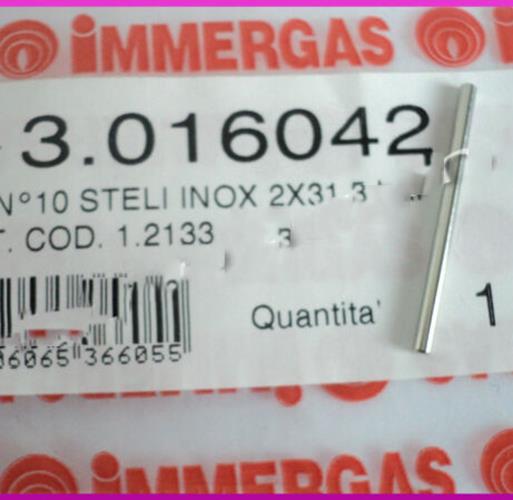 iMMERGAS
3.016042
N°10 STELI INOX 2X31.3
T. COD. 1.2133
3
Quantita' 1
06065 366055
iMMERGAS